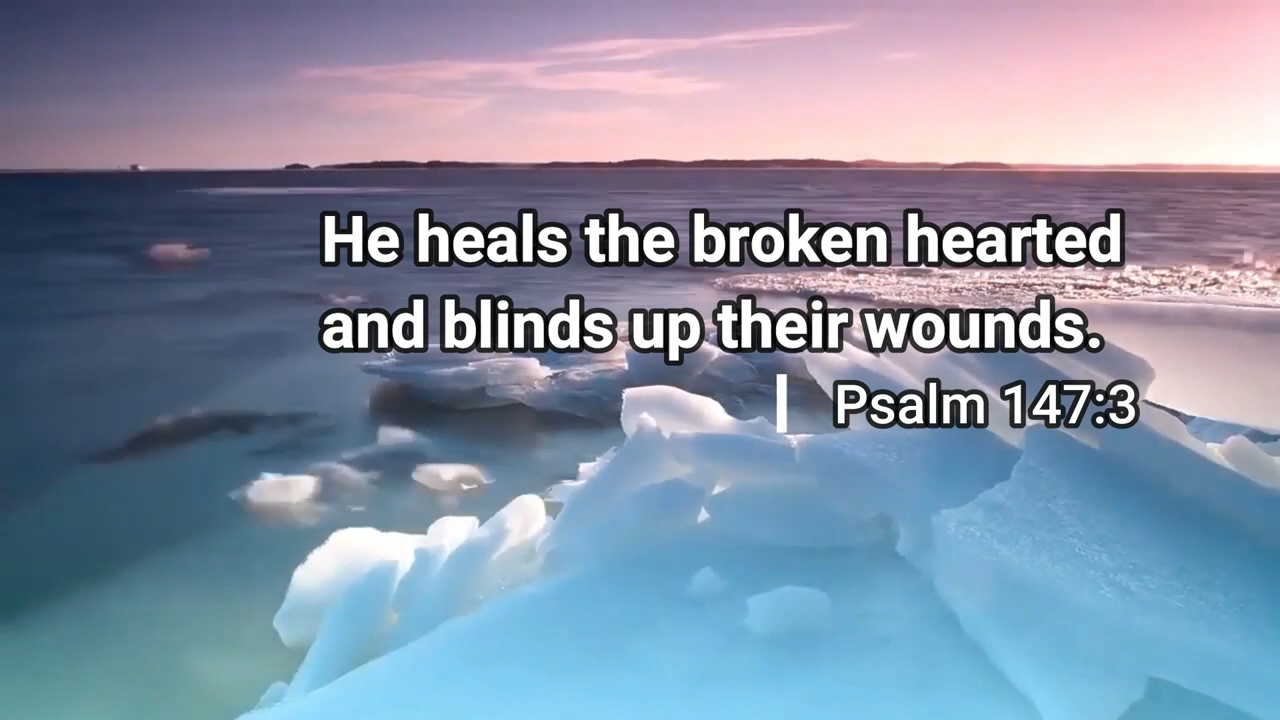 He heals the broken hearted
and blinds up their wounds.
Psalm 147:3